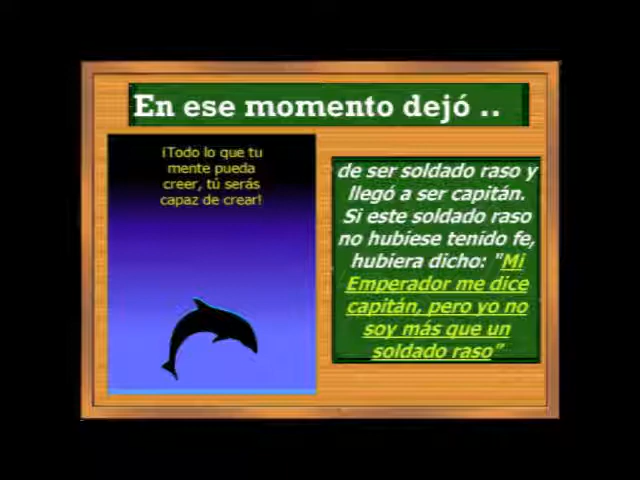 En ese momento dejó ..
¡Todo lo que tu
mente pueda
creer, tú serás
capaz de crear!
de ser soldado raso y
llegó a ser capitán.
Si este soldado raso
no hubiese tenido fe,
hubiera dicho: "Mi
Emperador me dice
capitán, pero yo no
soy más que un
soldado raso"